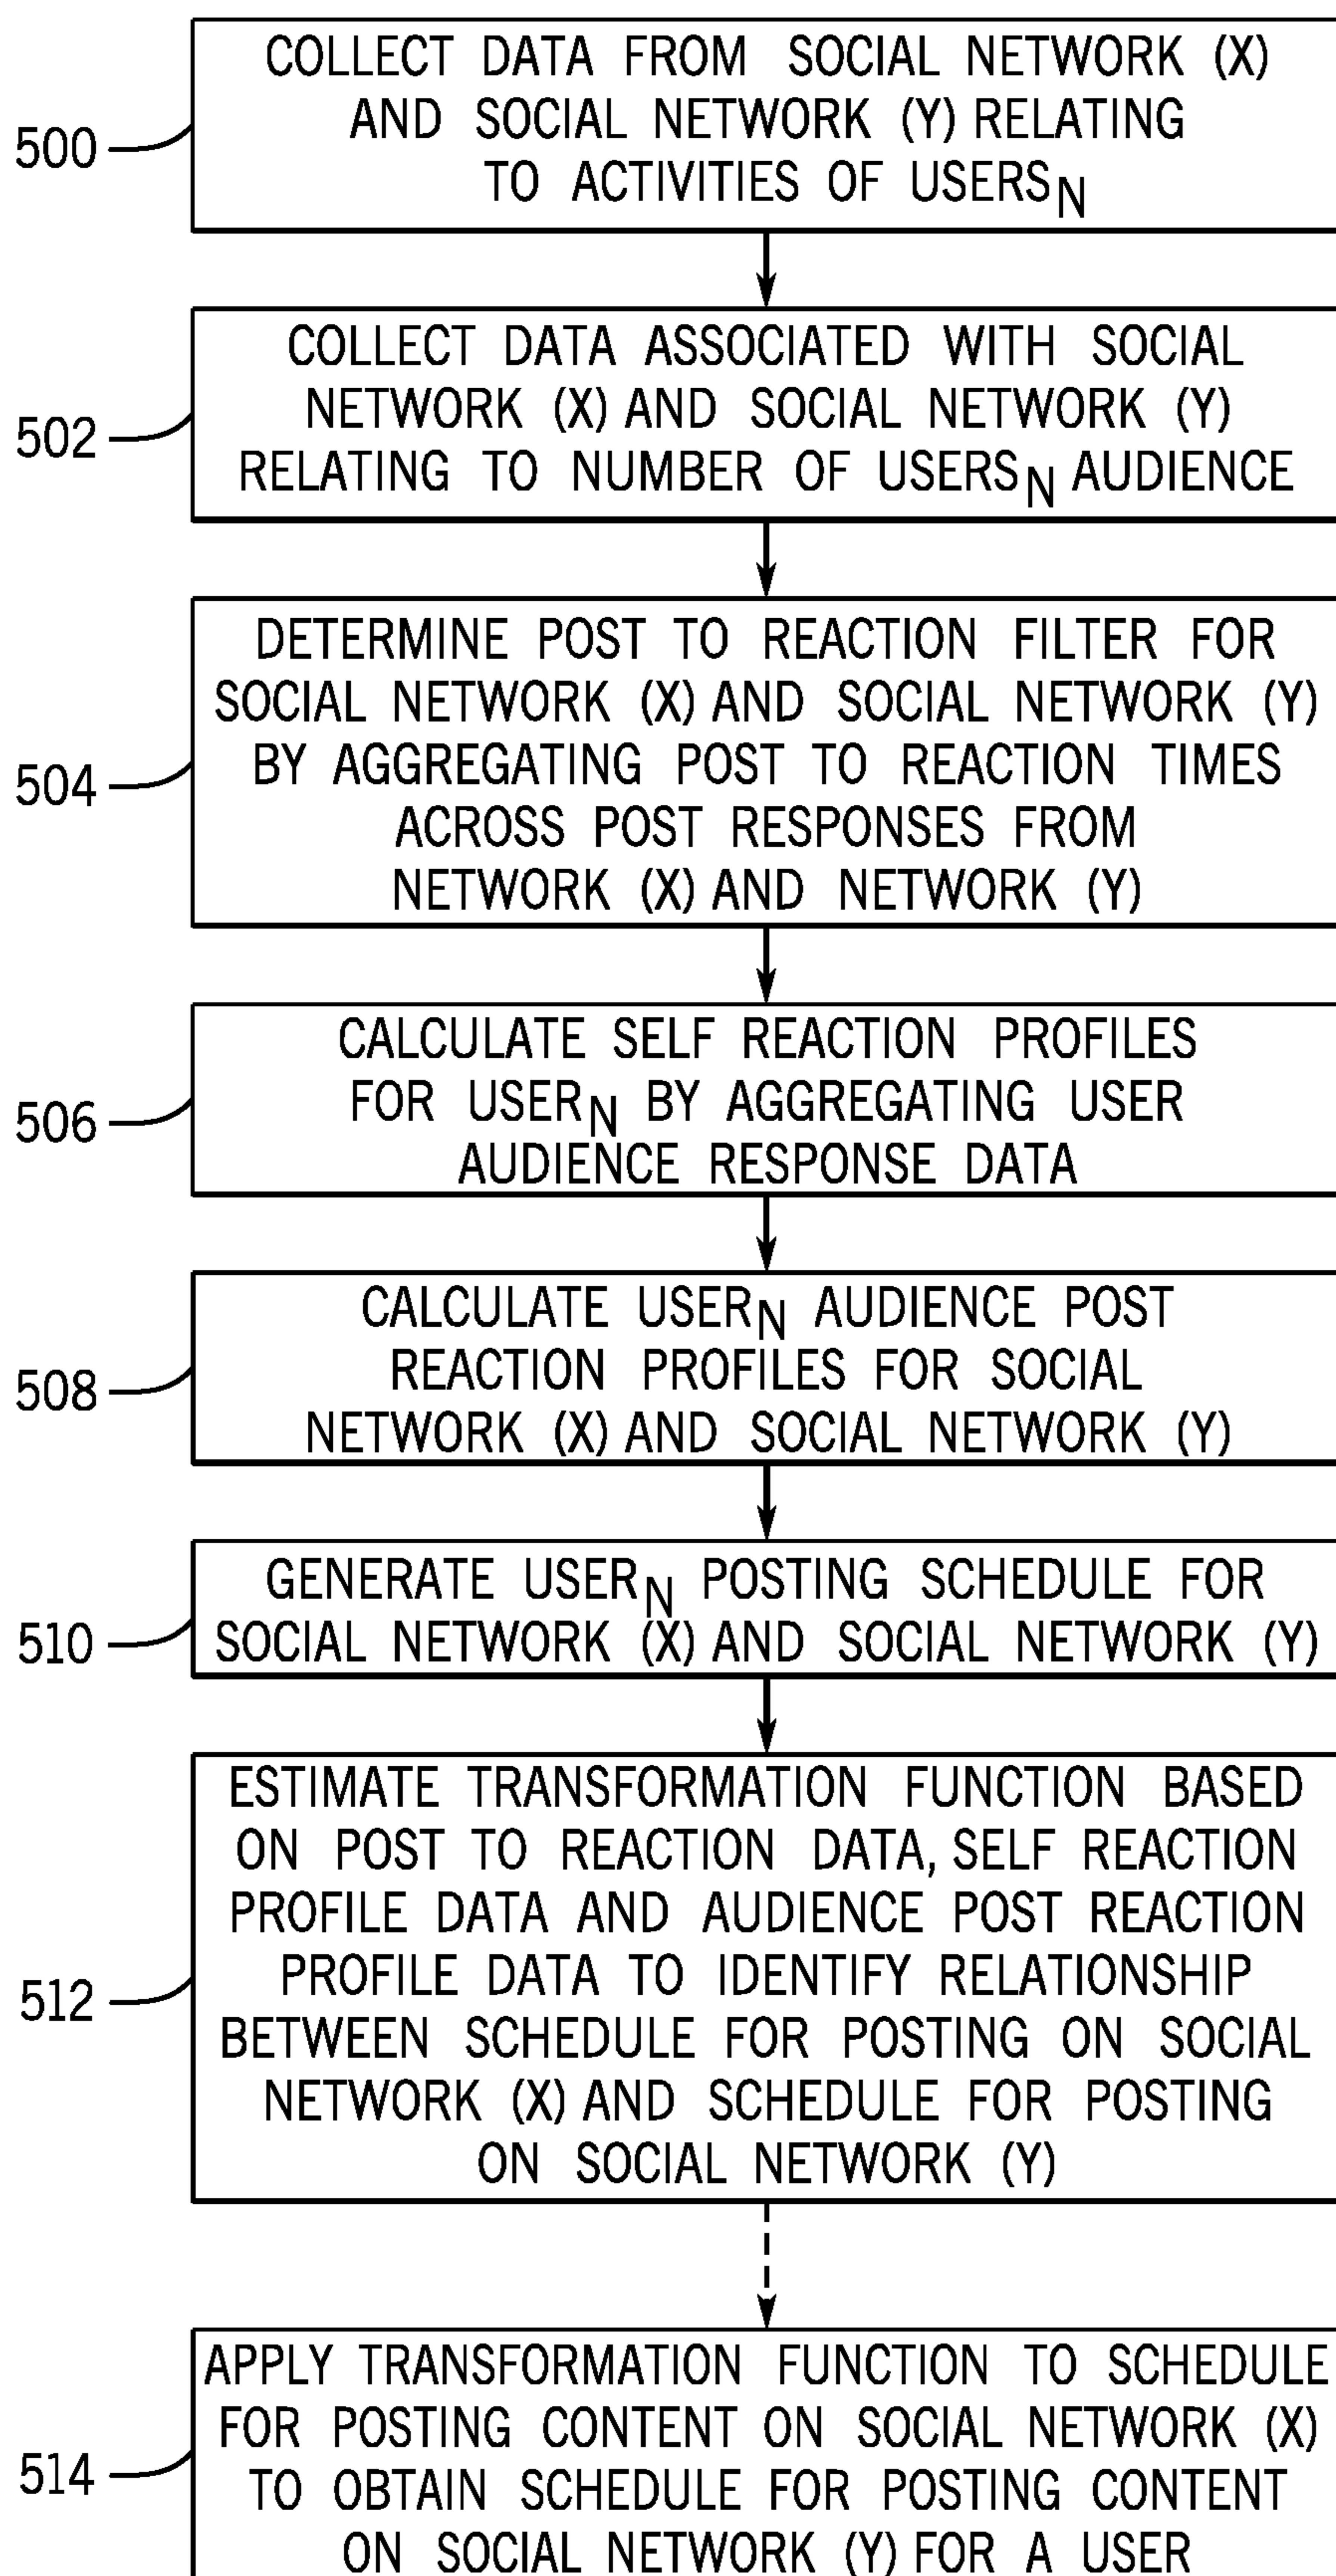 500
COLLECT DATA FROM SOCIAL NETWORK (X)
AND SOCIAL NETWORK (Y) RELATING
TO ACTIVITIES OF USERSN
502
COLLECT DATA ASSOCIATED WITH SOCIAL
NETWORK (X) AND SOCIAL NETWORK (Y)
RELATING TO NUMBER OF USERSN AUDIENCE
504
DETERMINE POST TO REACTION FILTER FOR
SOCIAL NETWORK (X) AND SOCIAL NETWORK (Y)
BY AGGREGATING POST TO REACTION TIMES
ACROSS POST RESPONSES FROM
NETWORK (X) AND NETWORK (Y)
506
CALCULATE SELF REACTION PROFILES
FOR USERN BY AGGREGATING USER
AUDIENCE RESPONSE DATA
508
CALCULATE USERN AUDIENCE POST
REACTION PROFILES FOR SOCIAL
NETWORK (X) AND SOCIAL NETWORK (Y)
510
GENERATE USERN POSTING SCHEDULE FOR
SOCIAL NETWORK (X) AND SOCIAL NETWORK (Y)
512
ESTIMATE TRANSFORMATION FUNCTION BASED
ON POST TO REACTION DATA, SELF REACTION
PROFILE DATA AND AUDIENCE POST REACTION
PROFILE DATA TO IDENTIFY RELATIONSHIP
BETWEEN SCHEDULE FOR POSTING ON SOCIAL
NETWORK (X) AND SCHEDULE FOR POSTING
ON SOCIAL NETWORK (Y)
514
APPLY TRANSFORMATION FUNCTION TO SCHEDULE
FOR POSTING CONTENT ON SOCIAL NETWORK (X)
TO OBTAIN SCHEDULE FOR POSTING CONTENT
ON SOCIAL NETWORK (Y) FOR A USER